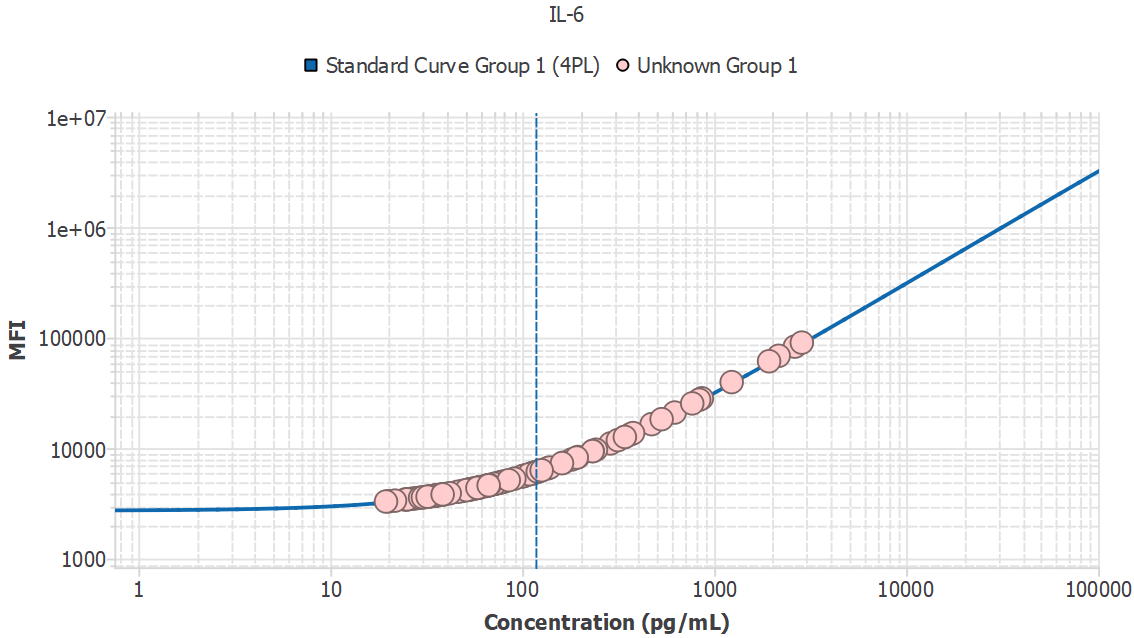 IL-6
Standard Curve Group 1 (4PL) Unknown Group 1
1e+07
1e+06
100000
10000
1000
MFI
1 10 100 1000 10000 100000
Concentration (pg/mL)